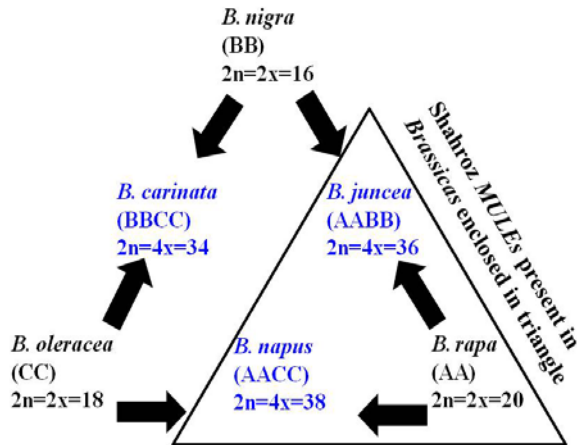 B. nigra
(BB)
2n=2x=16
Shahroz MULEs present in
Brassicas enclosed in triangle
B. carinata
(BBCC)
2n=4x=34
B. juncea
(AABB)
2n=4x=36
B. oleracea
(CC)
2n=2x=18
B. napus
(AACC)
2n=4x=38
B. rapa
(AA)
2n=2x=20